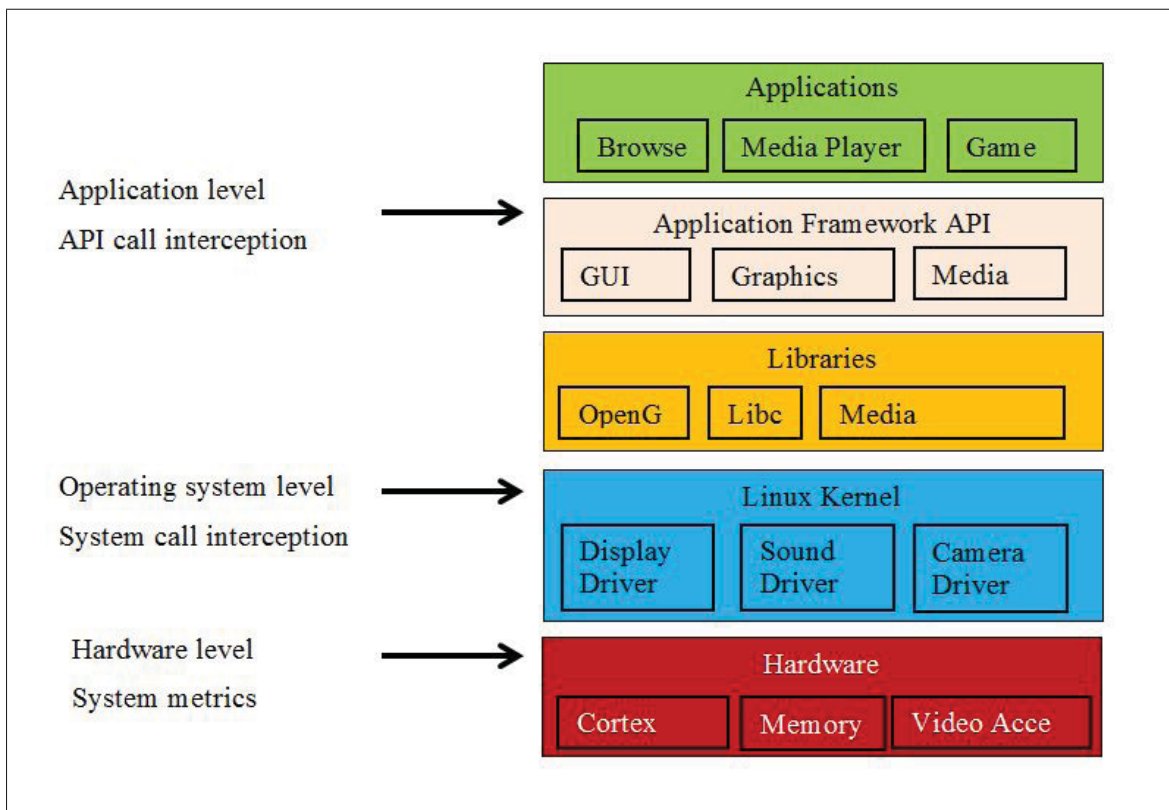 Applications
Browse Media Player Game
Application level
API call interception
Application Framework API
GUI Graphics Media
Libraries
OpenG Libc Media
Operating system level
System call interception
Linux Kernel
Display Driver
Sound Driver
Camera Driver
Hardware level
System metrics
Hardware
Cortex Memory Video Acce